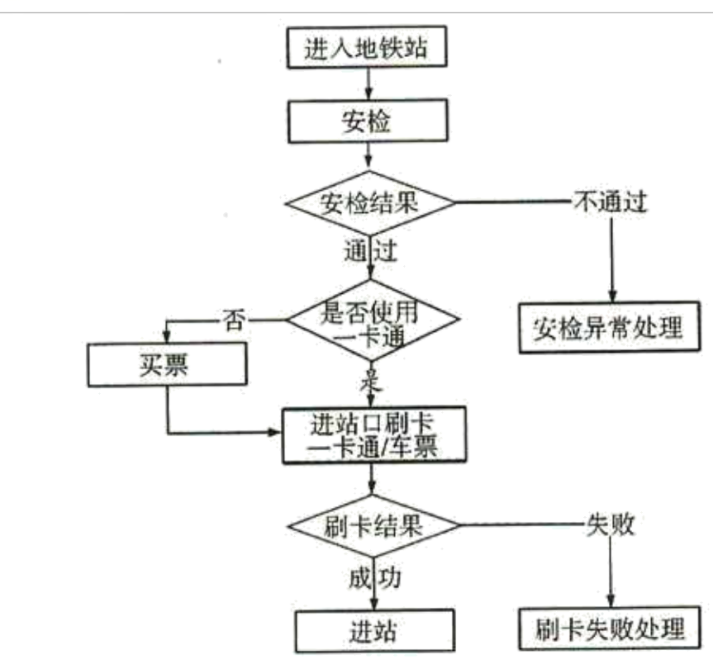 进入地铁站
安检
安检结果
不通过
通过
是否使用
一卡通
否
安检异常处理
买票
是
进站口刷卡
一卡通/车票
刷卡结果
失败
成功
进站
刷卡失败处理